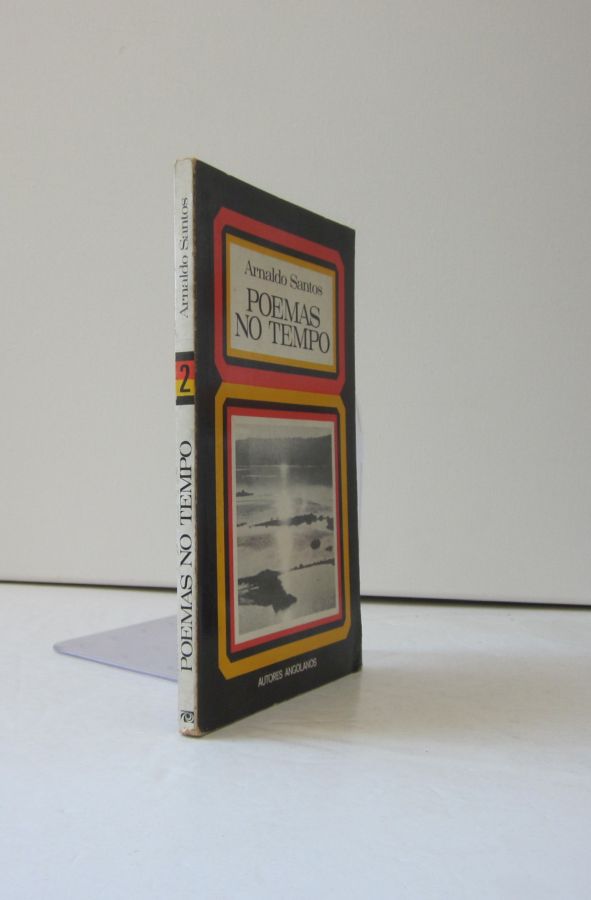 Arnaldo Santos
POEMAS
NO TEMPO
AUTORES ANGOLANOS
Arnaldo Santos
2
POEMAS NO TEMPO